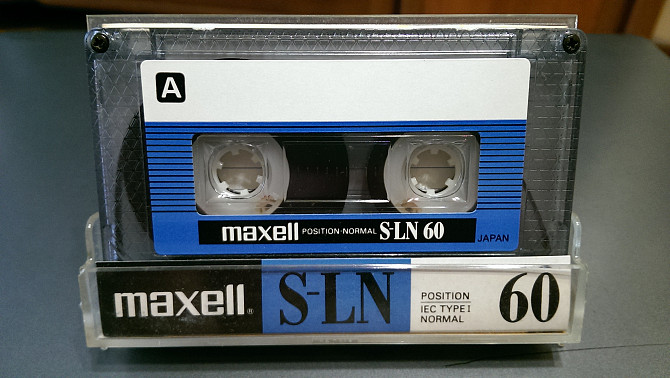 A
maxell POSITION·NORMAL S-LN 60
JAPAN
maxell® S-LN POSITION IEC TYPE I NORMAL 60